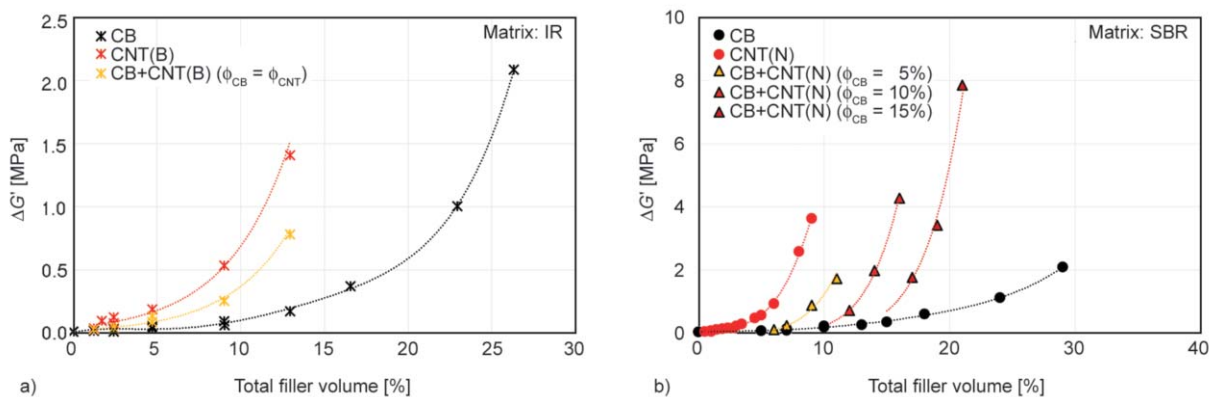 2.5
2.0
1.5
1.0
0.5
0.0
ΔG' [MPa]
CB
CNT(B)
CB+CNT(B) (ϕCB = ϕCNT)
Matrix: IR
0 5 10 15 20 25 30
a) Total filler volume [%]
10
8
6
4
2
0
ΔG' [MPa]
CB
CNT(N)
CB+CNT(N) (ϕCB = 5%)
CB+CNT(N) (ϕCB = 10%)
CB+CNT(N) (ϕCB = 15%)
Matrix: SBR
0 10 20 30 40
b) Total filler volume [%]